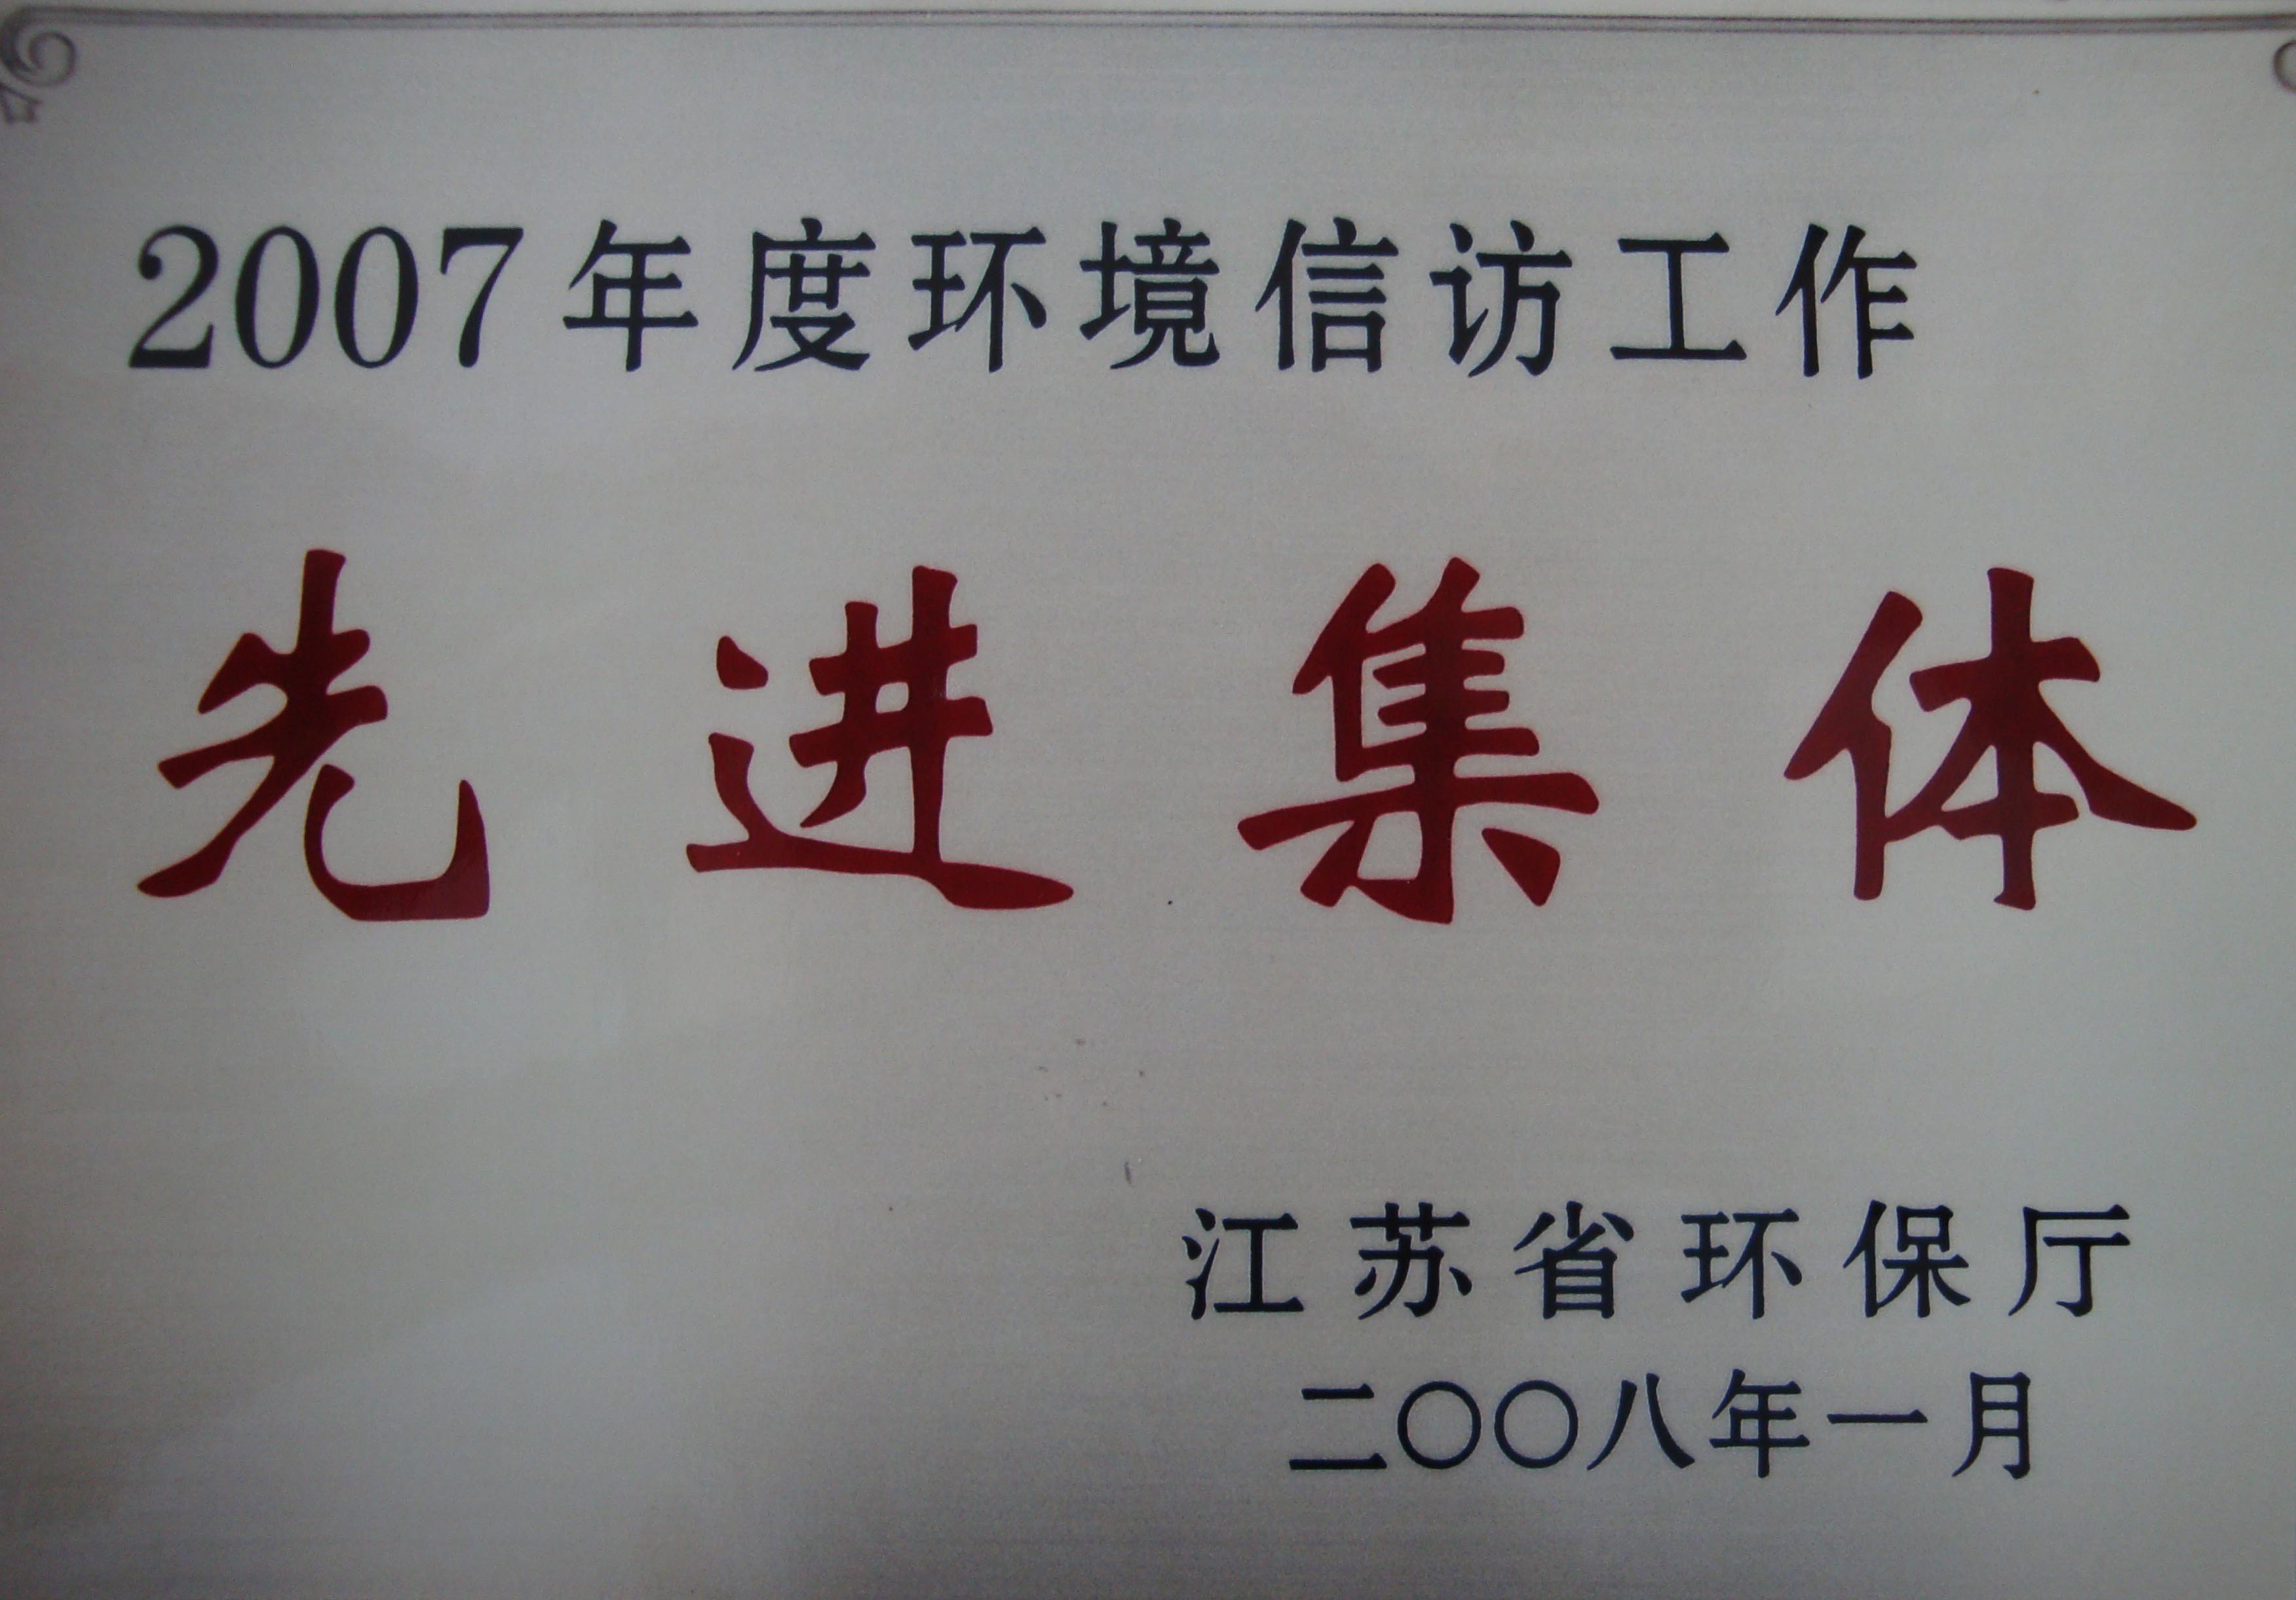 2007年度环境信访工作
先进集体
江苏省环保厅
二〇〇八年一月